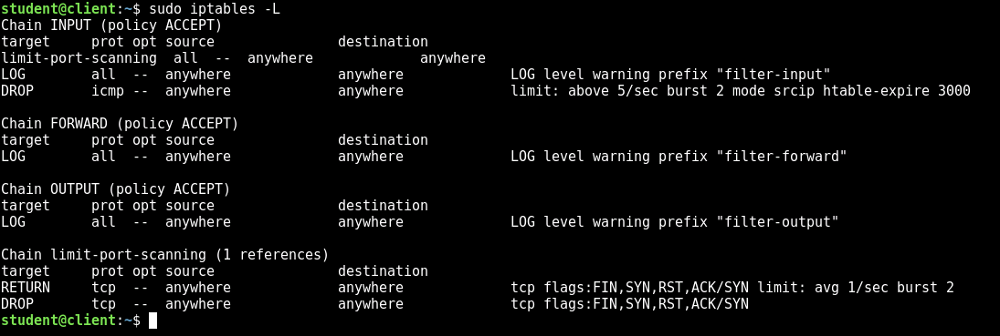 student@client:~$ sudo iptables -L
Chain INPUT (policy ACCEPT)
target     prot opt source               destination
limit-port-scanning  all  --  anywhere             anywhere
LOG        all  --  anywhere             anywhere             LOG level warning prefix "filter-input"
DROP       icmp --  anywhere             anywhere             limit: above 5/sec burst 2 mode srcip htable-expire 3000

Chain FORWARD (policy ACCEPT)
target     prot opt source               destination
LOG        all  --  anywhere             anywhere             LOG level warning prefix "filter-forward"

Chain OUTPUT (policy ACCEPT)
target     prot opt source               destination
LOG        all  --  anywhere             anywhere             LOG level warning prefix "filter-output"

Chain limit-port-scanning (1 references)
target     prot opt source               destination
RETURN     tcp  --  anywhere             anywhere             tcp flags:FIN,SYN,RST,ACK/SYN limit: avg 1/sec burst 2
DROP       tcp  --  anywhere             anywhere             tcp flags:FIN,SYN,RST,ACK/SYN
student@client:~$